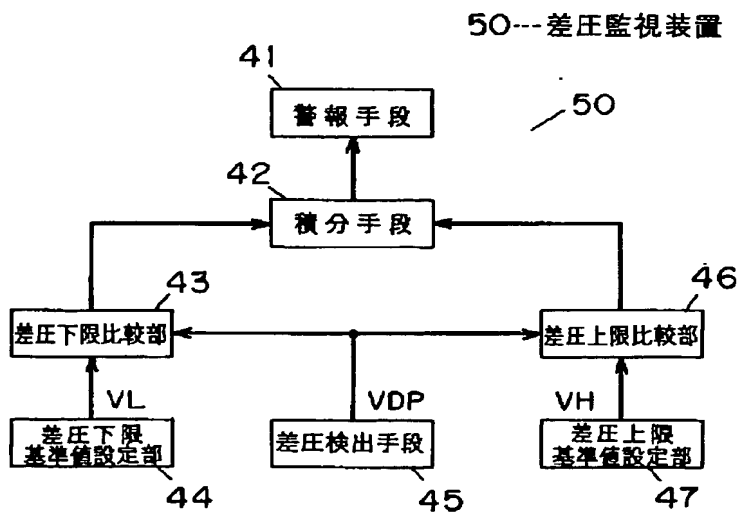 50---差圧監視装置
50
41
警報手段
42
積分手段
43
差圧下限比較部
46
差圧上限比較部
VL
VDP
VH
差圧下限
基準値設定部
44
差圧検出手段
45
差圧上限
基準値設定部
47